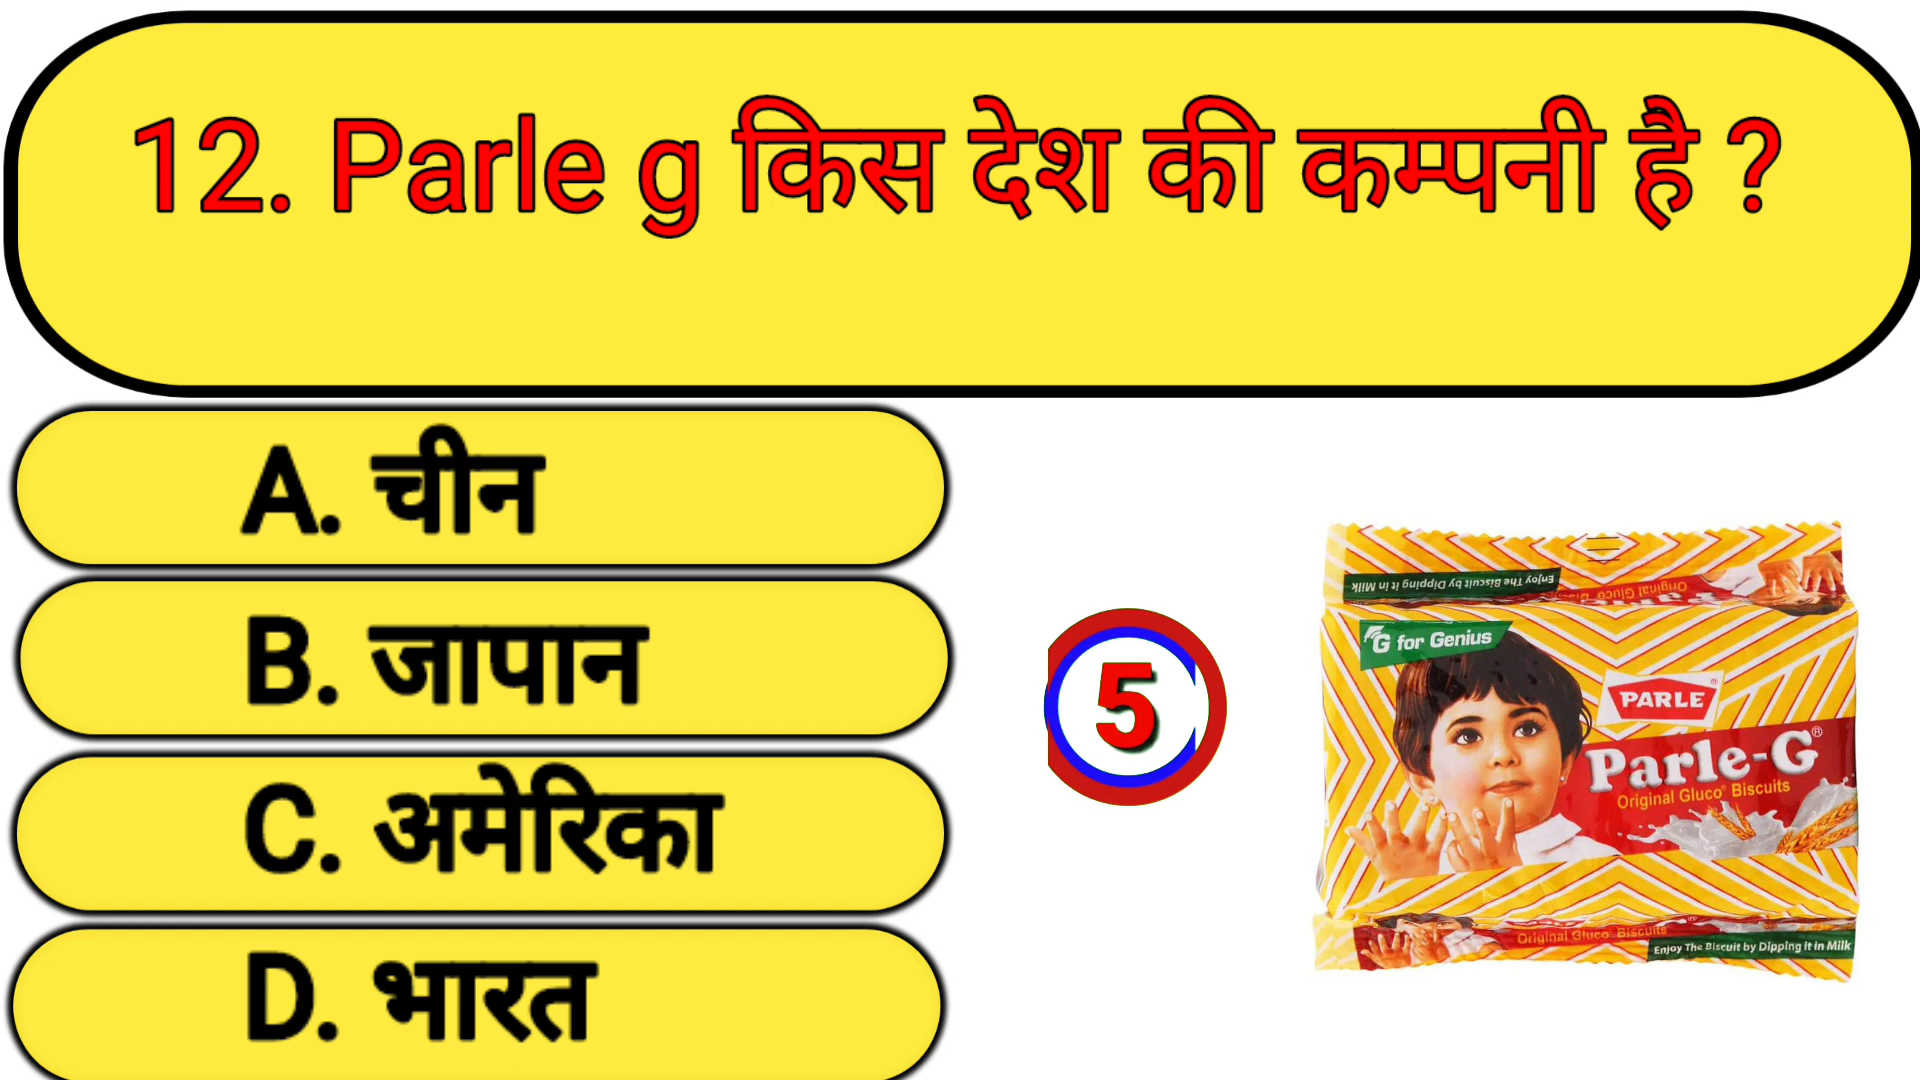 12. Parle g किस देश की कम्पनी है ?
A. चीन
B. जापान
C. अमेरिका
D. भारत
5
Enjoy The Biscuit by Dipping it in Milk
Original Gluco Biscuits
G for Genius
PARLE
Parle-G
Original Gluco Biscuits
Original Gluco Biscuits
Enjoy The Biscuit by Dipping it in Milk